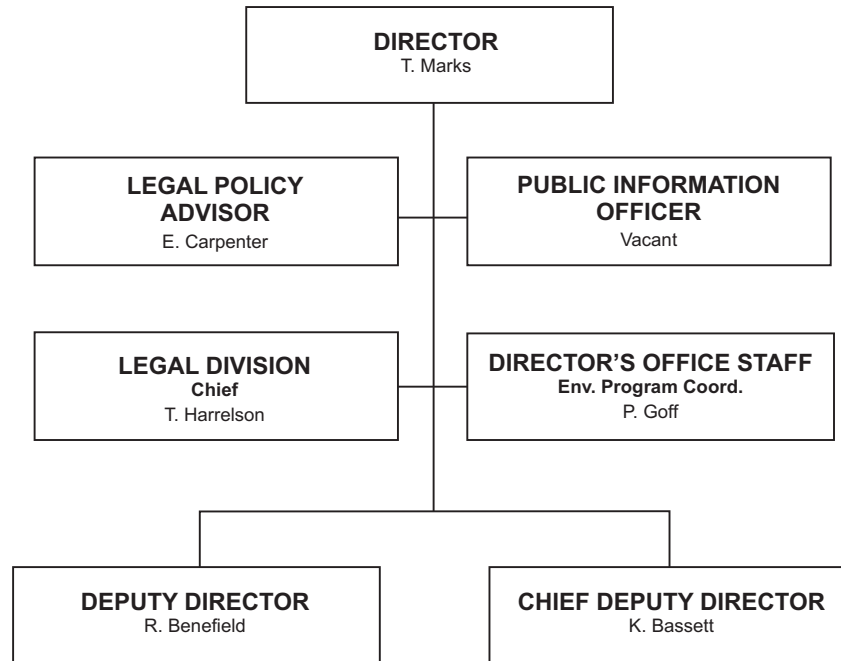 DIRECTOR
T. Marks
LEGAL POLICY
ADVISOR
E. Carpenter
PUBLIC INFORMATION
OFFICER
Vacant
LEGAL DIVISION
Chief
T. Harrelson
DIRECTOR’S OFFICE STAFF
Env. Program Coord.
P. Goff
DEPUTY DIRECTOR
R. Benefield
CHIEF DEPUTY DIRECTOR
K. Bassett